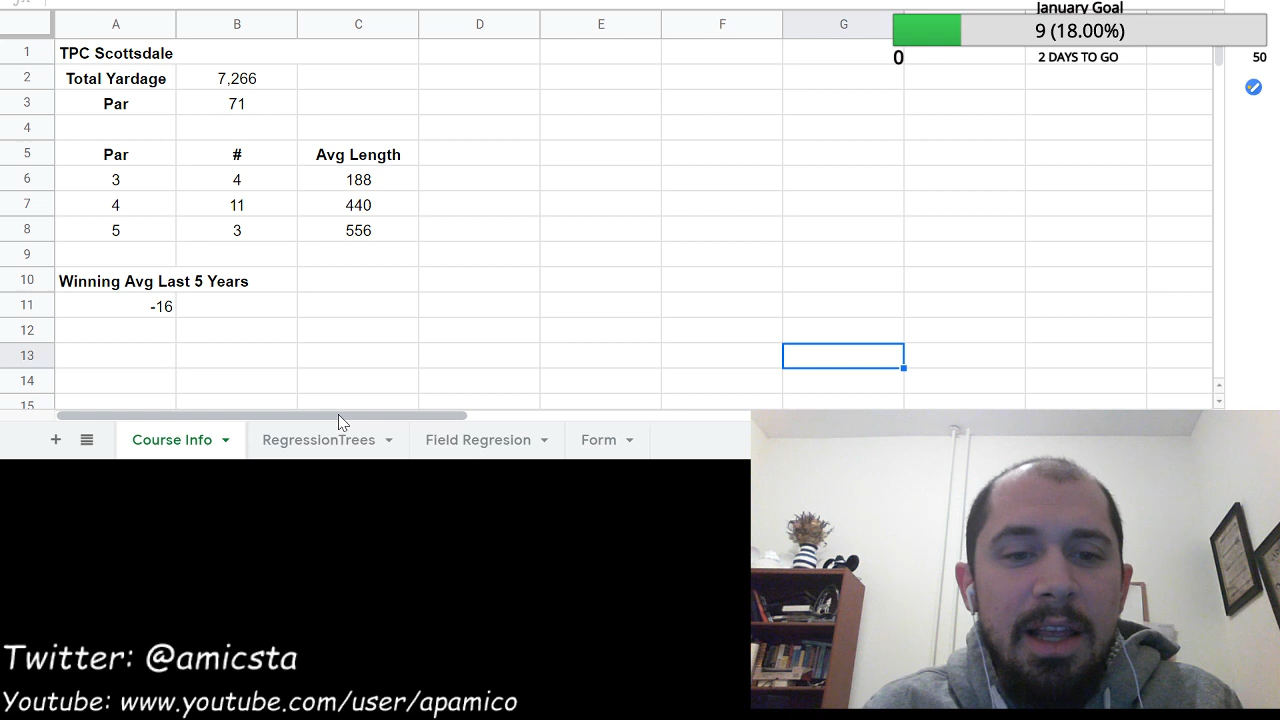 January Goal
9 (18.00%)
0
2 DAYS TO GO
50
A B C D E F G
1 TPC Scottsdale
2 Total Yardage 7,266
3 Par 71
4
5 Par # Avg Length
6 3 4 188
7 4 11 440
8 5 3 556
9
10 Winning Avg Last 5 Years
11 -16
12
13
14
15
+ Course Info RegressionTrees Field Regresion Form
Twitter: @amicsta
Youtube: www.youtube.com/user/apamico